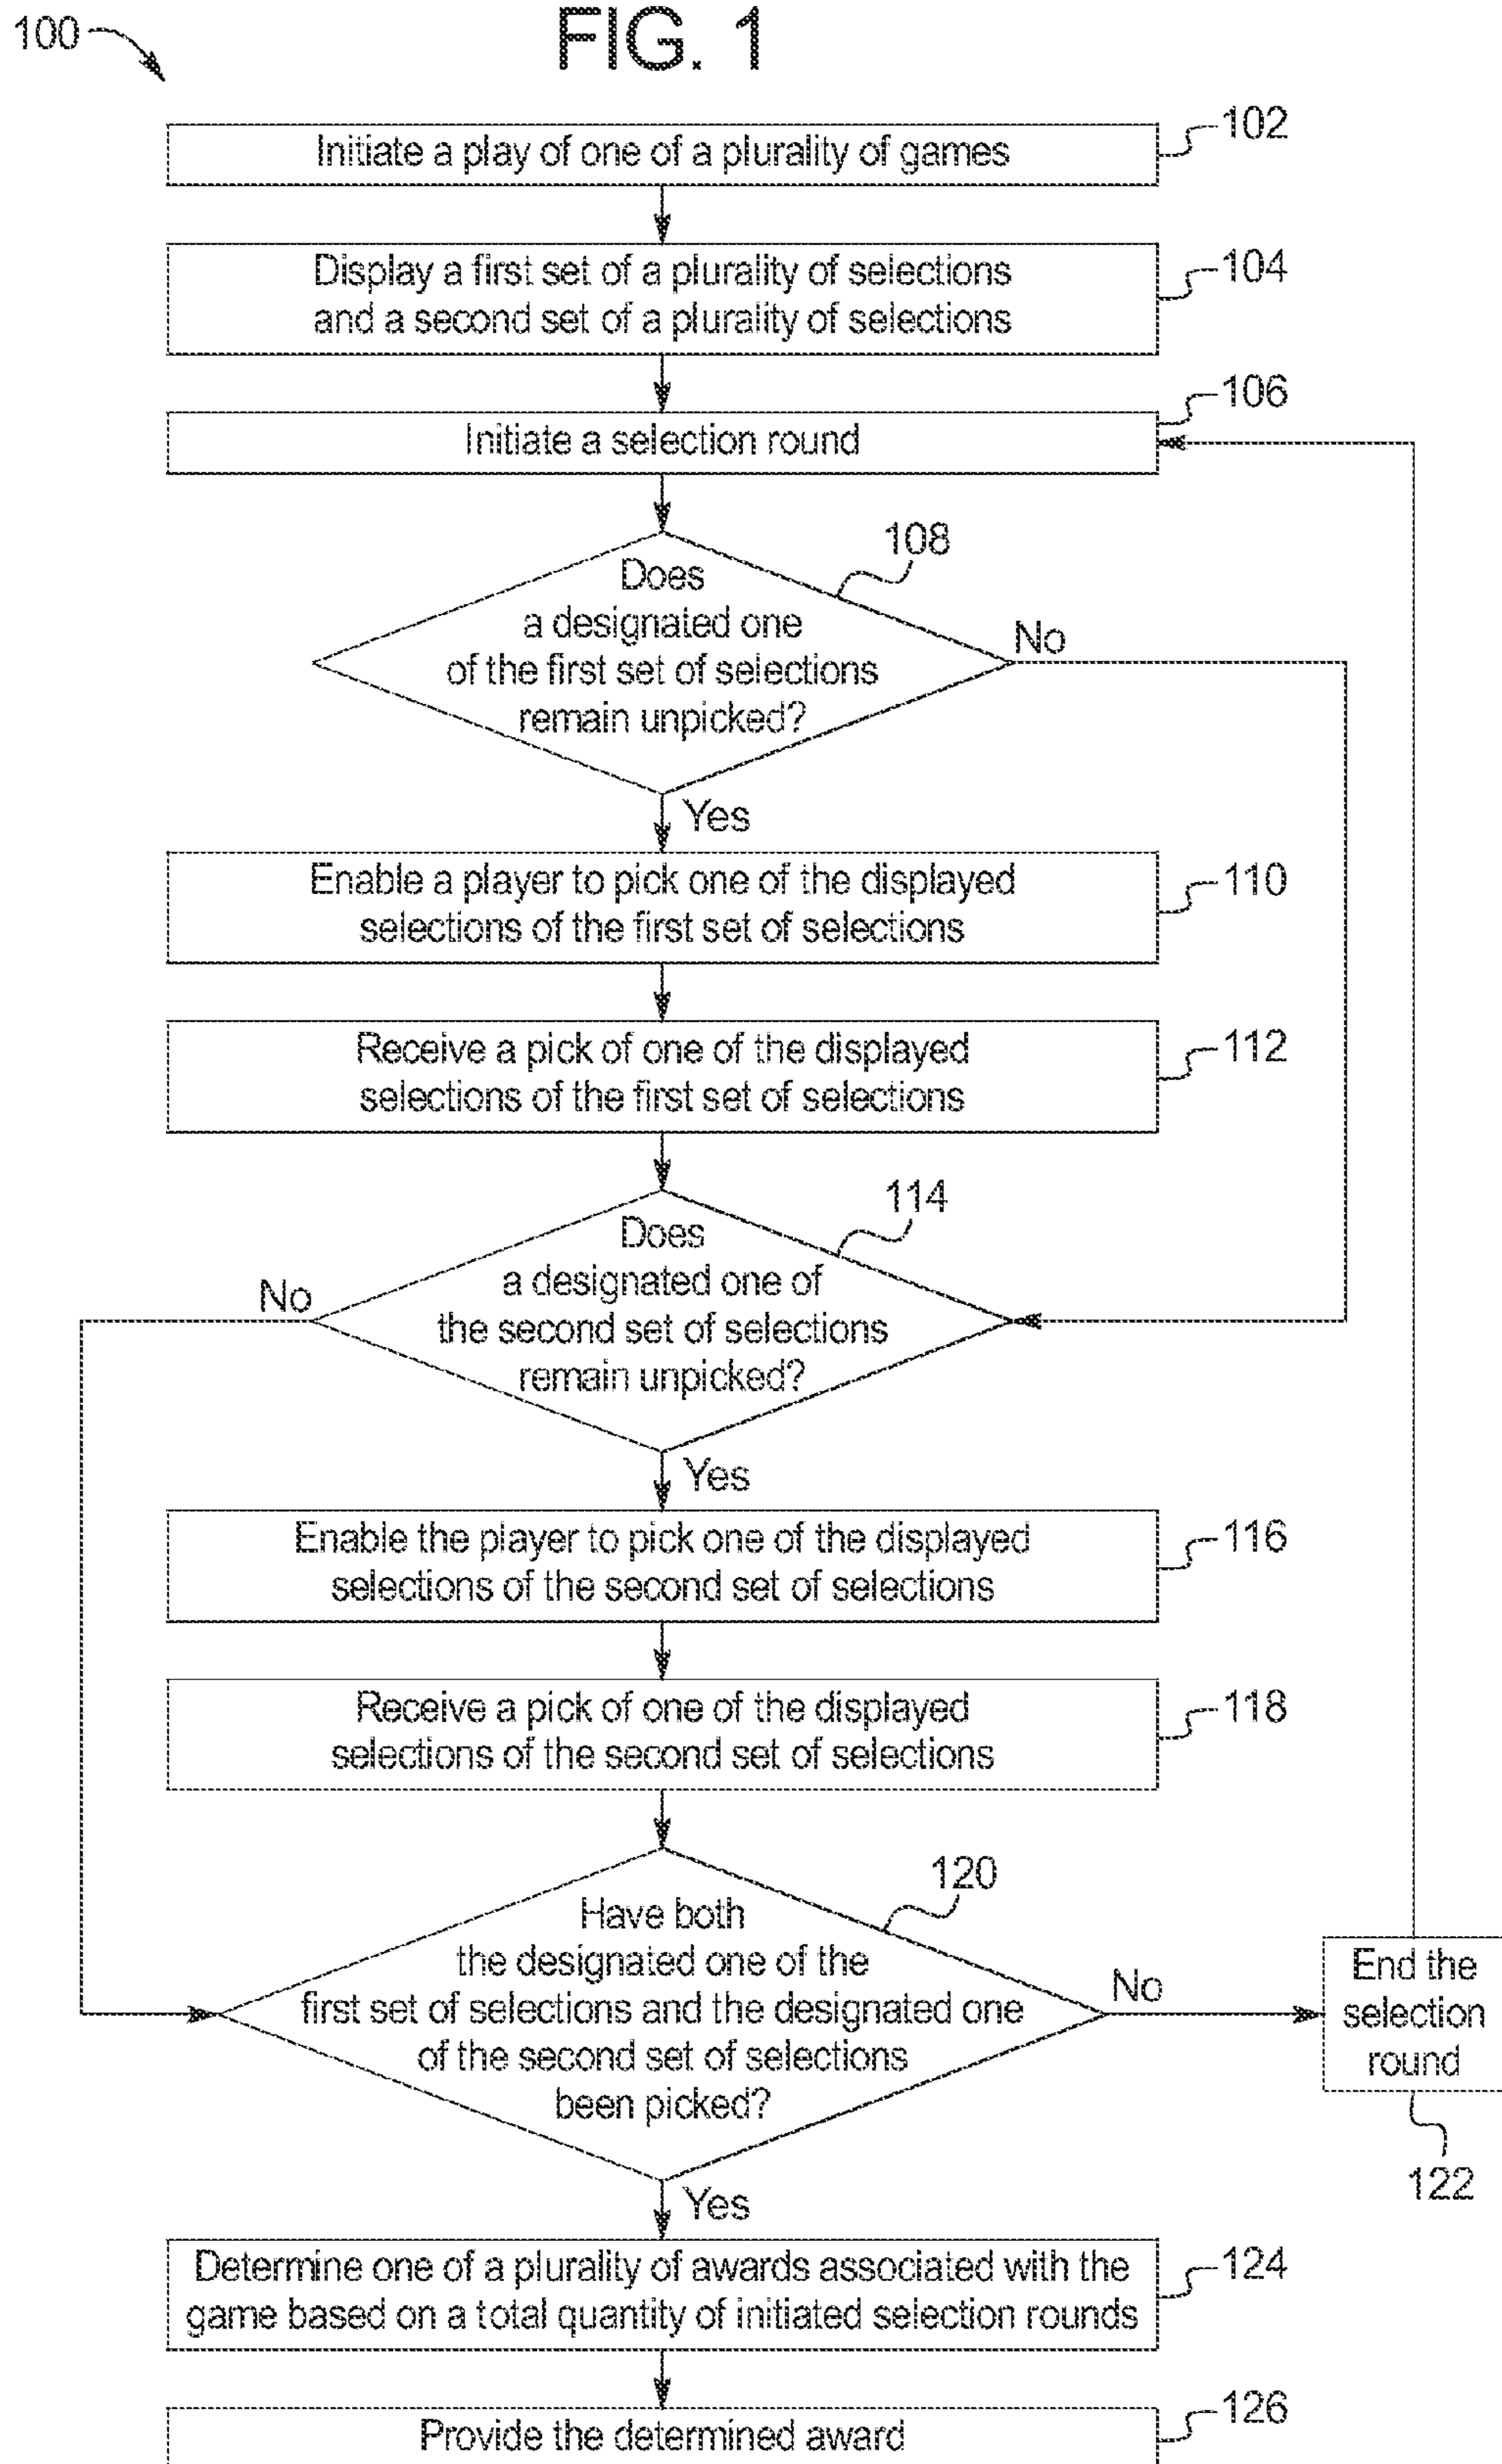 FIG. 1
100
Initiate a play of one of a plurality of games
102
Display a first set of a plurality of selections
and a second set of a plurality of selections
104
Initiate a selection round
106
Does
a designated one
of the first set of selections
remain unpicked?
108
No
Yes
Enable a player to pick one of the displayed
selections of the first set of selections
110
Receive a pick of one of the displayed
selections of the first set of selections
112
Does
a designated one of
the second set of selections
remain unpicked?
114
No
Yes
Enable the player to pick one of the displayed
selections of the second set of selections
116
Receive a pick of one of the displayed
selections of the second set of selections
118
Have both
the designated one of the
first set of selections and the designated one
of the second set of selections
been picked?
120
No
End the
selection
round
122
Yes
Determine one of a plurality of awards associated with the
game based on a total quantity of initiated selection rounds
124
Provide the determined award
126